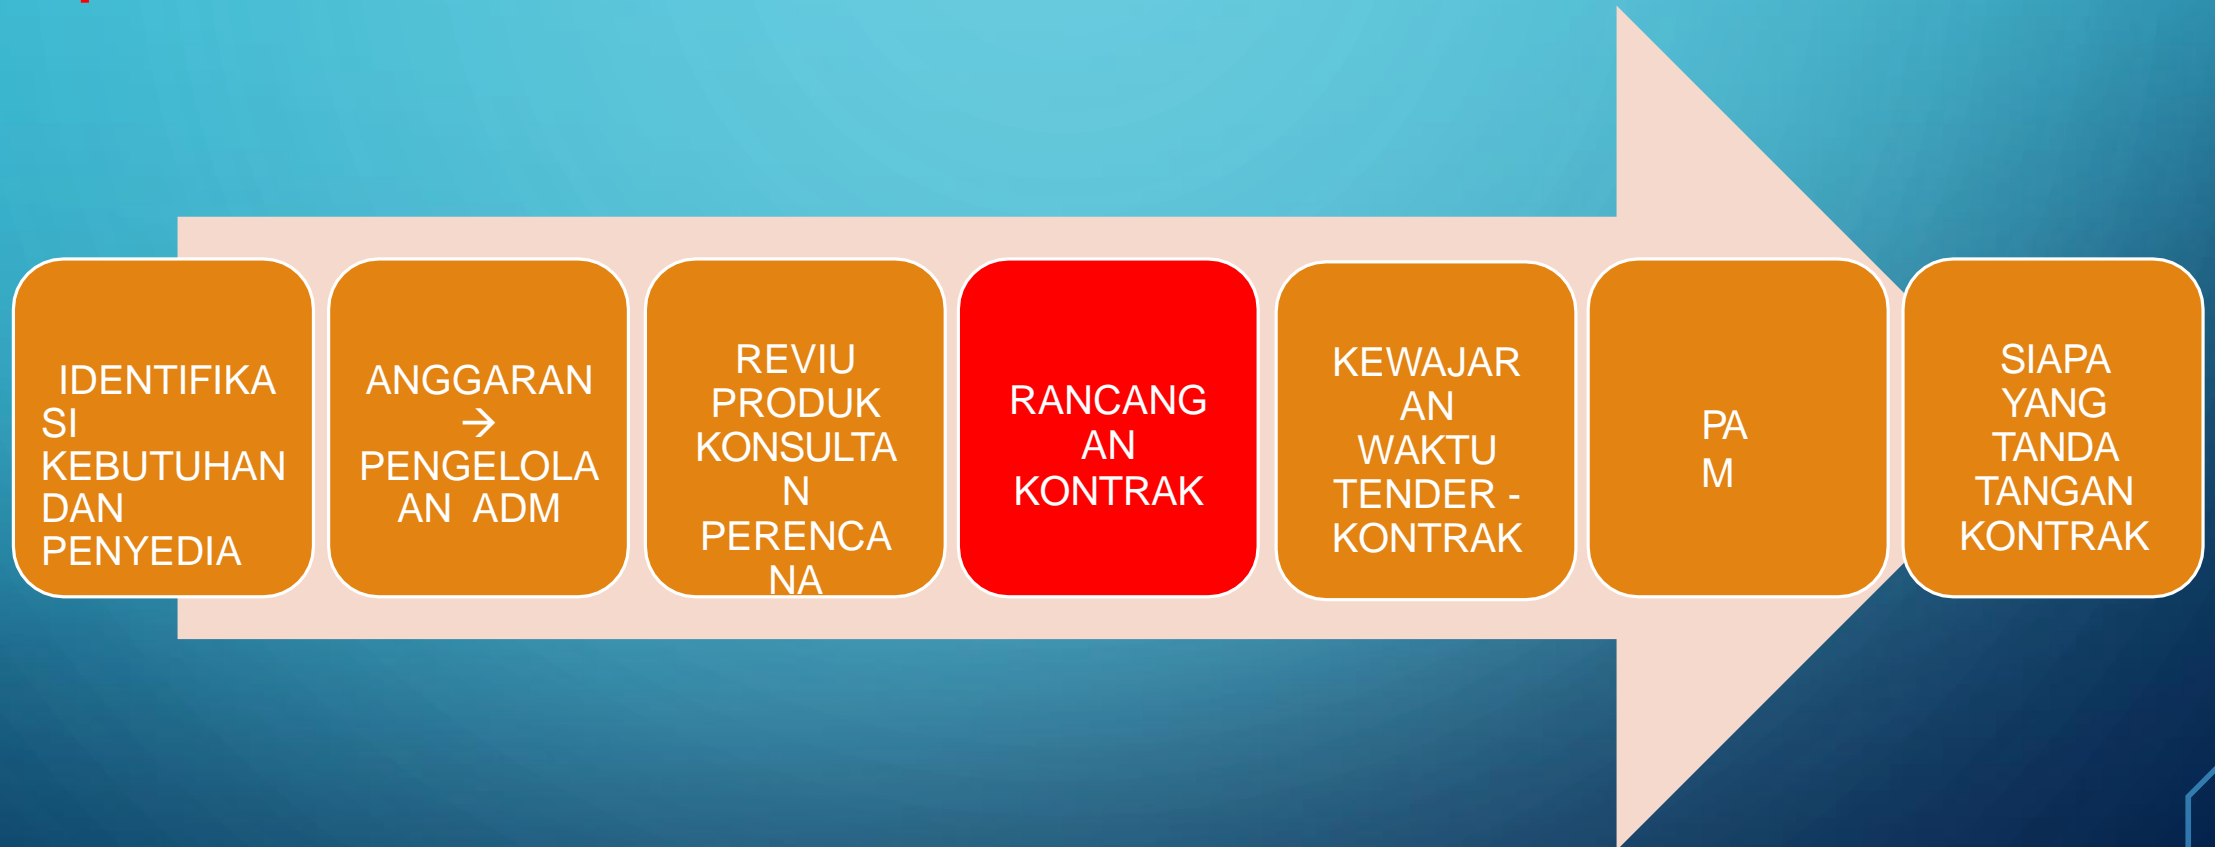 IDENTIFIKA
SI
KEBUTUHAN
DAN
PENYEDIA
ANGGARAN
→
PENGELOLA
AN ADM
REVIU
PRODUK
KONSULTA
N
PERENCA
NA
RANCANG
AN
KONTRAK
KEWAJAR
AN
WAKTU
TENDER -
KONTRAK
PA
M
SIAPA
YANG
TANDA
TANGAN
KONTRAK